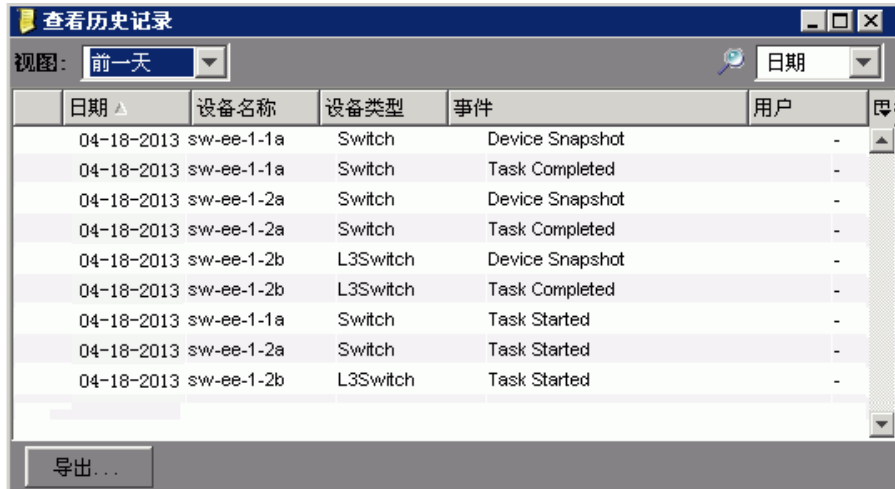 查看历史记录
视图: 前一天 日期
日期 设备名称 设备类型 事件 用户
04-18-2013 sw-ee-1-1a Switch Device Snapshot -
04-18-2013 sw-ee-1-1a Switch Task Completed -
04-18-2013 sw-ee-1-2a Switch Device Snapshot -
04-18-2013 sw-ee-1-2a Switch Task Completed -
04-18-2013 sw-ee-1-2b L3Switch Device Snapshot -
04-18-2013 sw-ee-1-2b L3Switch Task Completed -
04-18-2013 sw-ee-1-1a Switch Task Started -
04-18-2013 sw-ee-1-2a Switch Task Started -
04-18-2013 sw-ee-1-2b L3Switch Task Started -
导出...